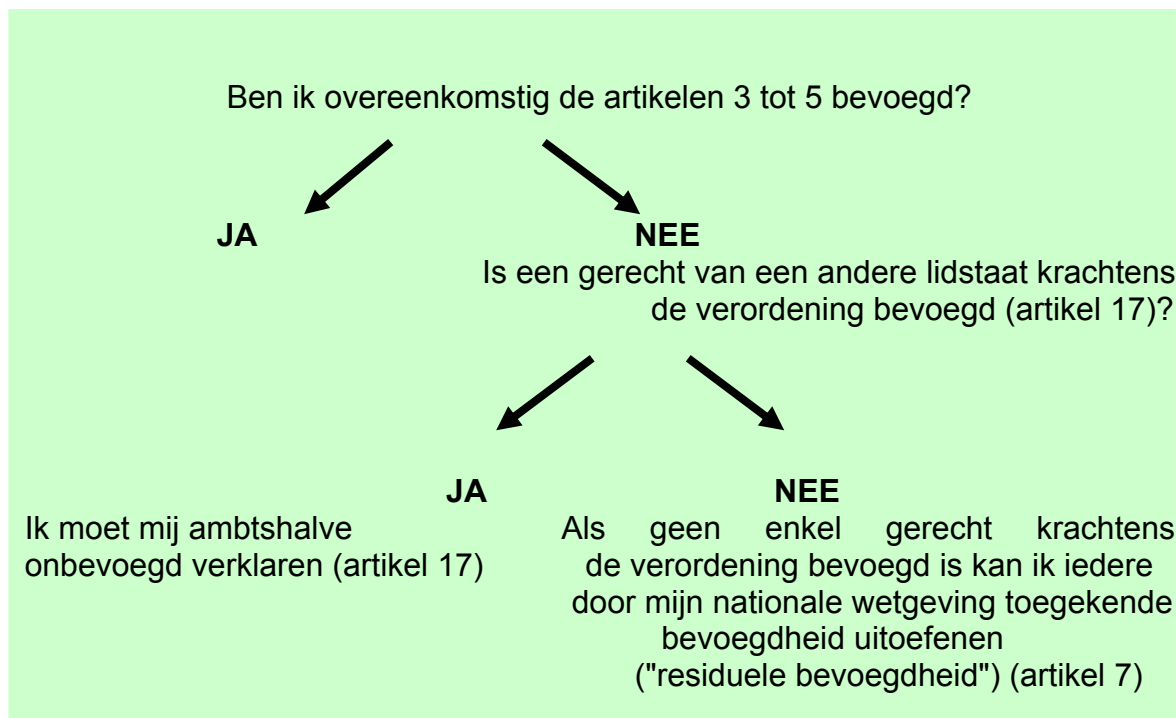 Ben ik overeenkomstig de artikelen 3 tot 5 bevoegd?
JA
NEE
Is een gerecht van een andere lidstaat krachtens
de verordening bevoegd (artikel 17)?
JA
Ik moet mij ambtshalve
onbevoegd verklaren (artikel 17)
NEE
Als geen enkel gerecht krachtens
de verordening bevoegd is kan ik iedere
door mijn nationale wetgeving toegekende
bevoegdheid uitoefenen
("residuele bevoegdheid") (artikel 7)